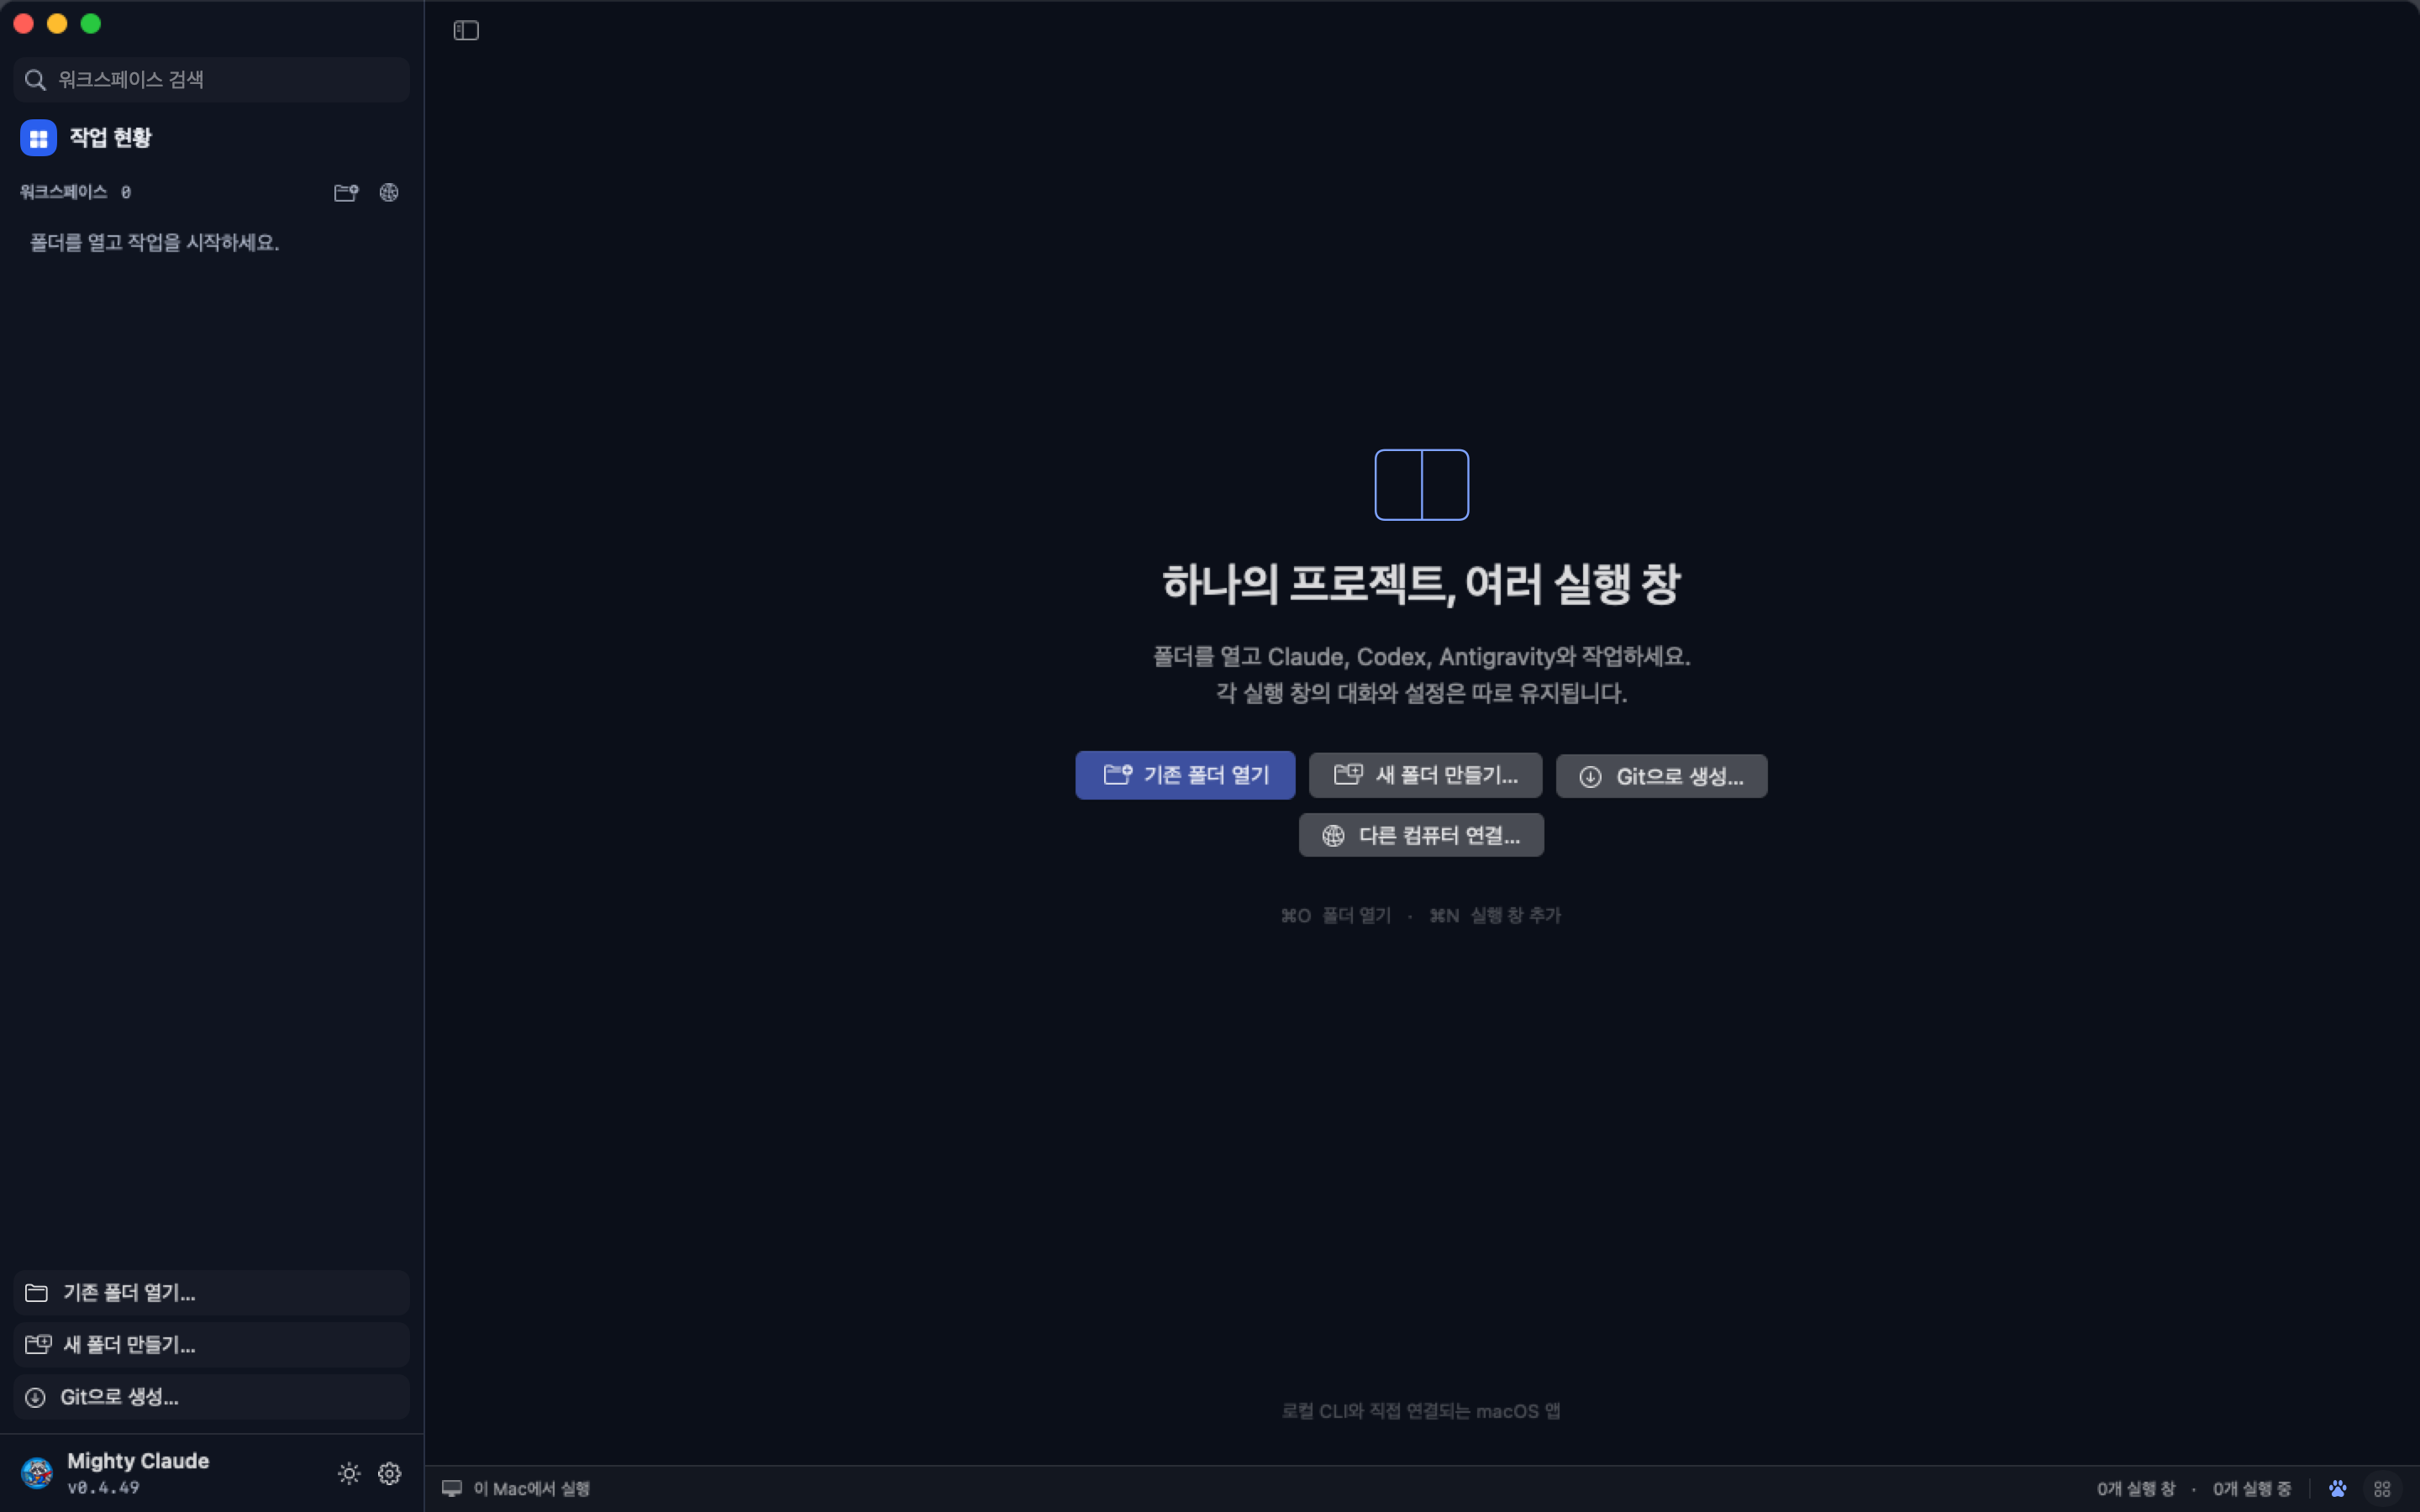 워크스페이스 검색
작업 현황
워크스페이스 0
폴더를 열고 작업을 시작하세요.
하나의 프로젝트, 여러 실행 창
폴더를 열고 Claude, Codex, Antigravity와 작업하세요.
각 실행 창의 대화와 설정은 따로 유지됩니다.
기존 폴더 열기
새 폴더 만들기...
Git으로 생성...
다른 컴퓨터 연결...
⌘O 폴더 열기 · ⌘N 실행 창 추가
기존 폴더 열기...
새 폴더 만들기...
Git으로 생성...
로컬 CLI와 직접 연결되는 macOS 앱
Mighty Claude
v0.4.49
이 Mac에서 실행
0개 실행 창 · 0개 실행 중